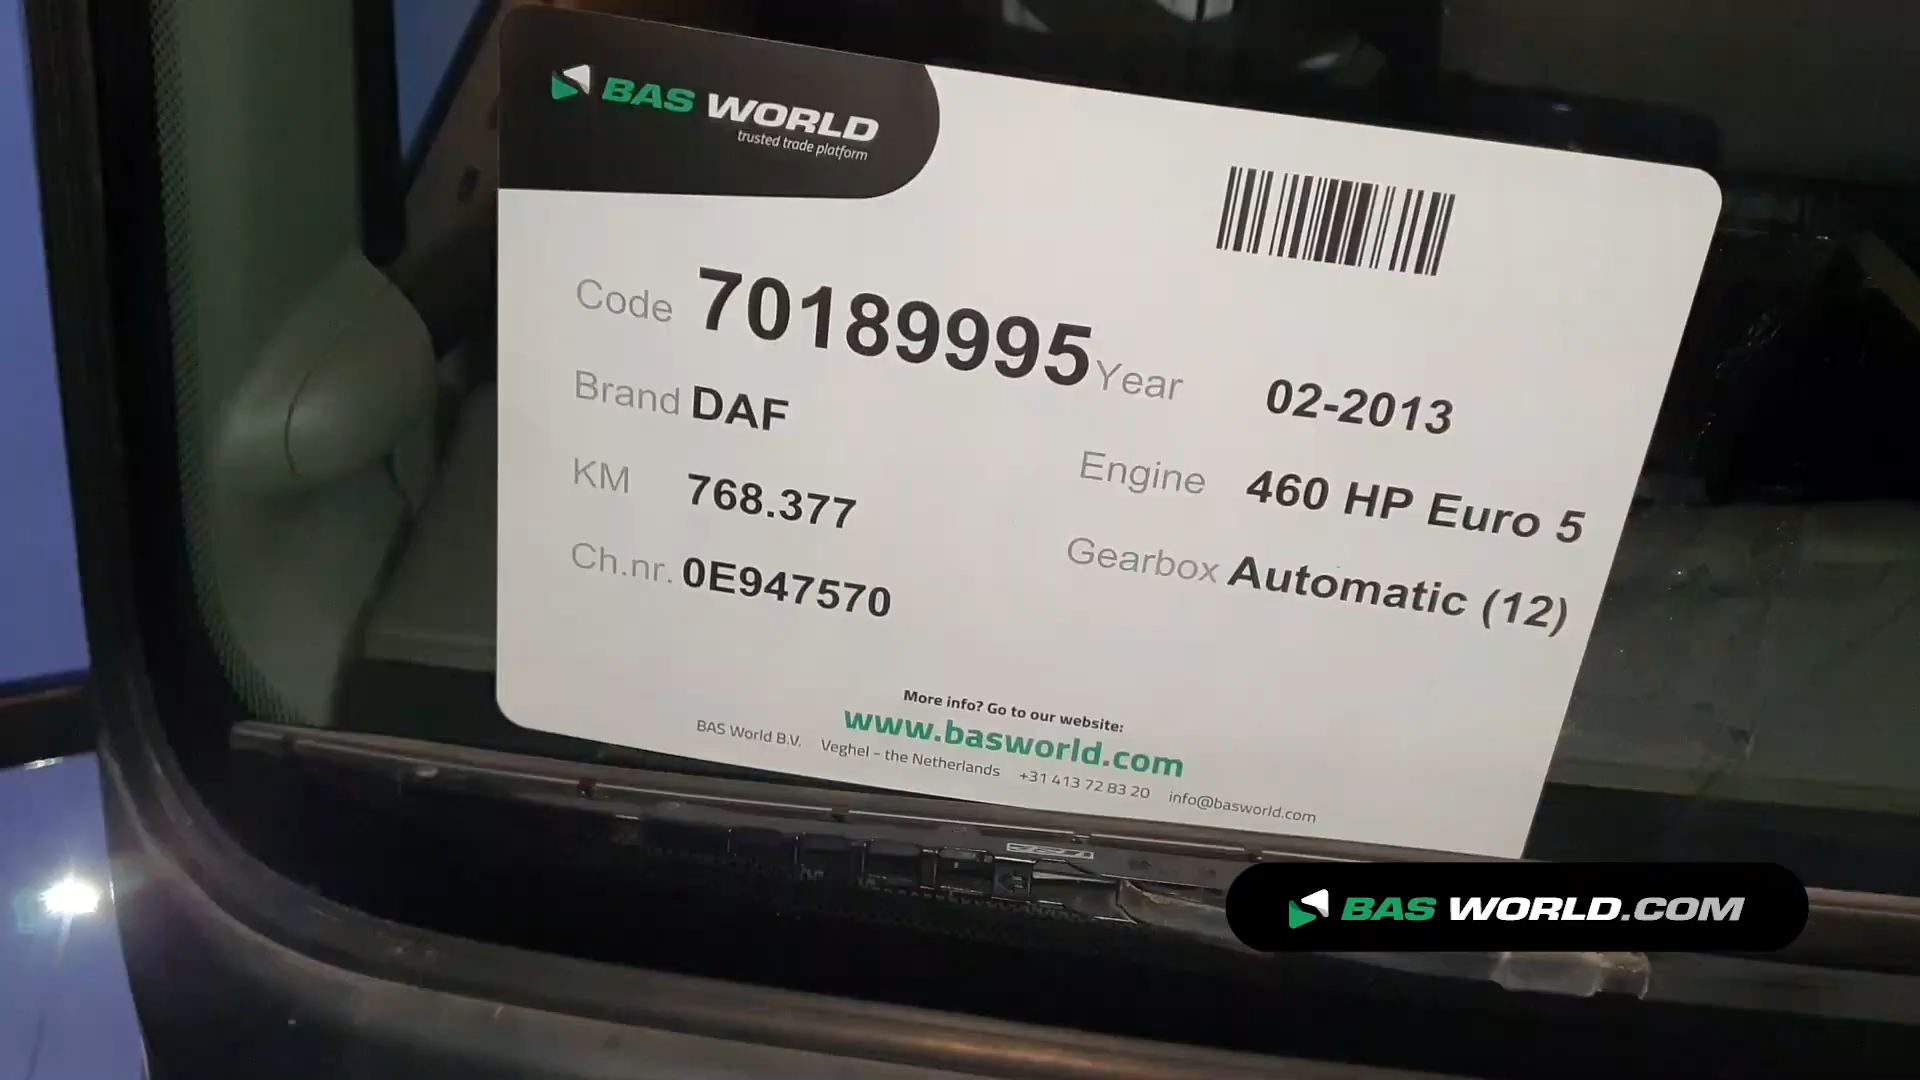 BAS WORLD
trusted trade platform
Code 70189995
Year 02-2013
Brand DAF
Engine 460 HP Euro 5
KM 768.377
Gearbox Automatic (12)
Ch.nr. 0E947570
More info? Go to our website:
www.basworld.com
BAS World B.V. Veghel - the Netherlands +31 413 72 83 20 info@basworld.com
BAS WORLD.COM